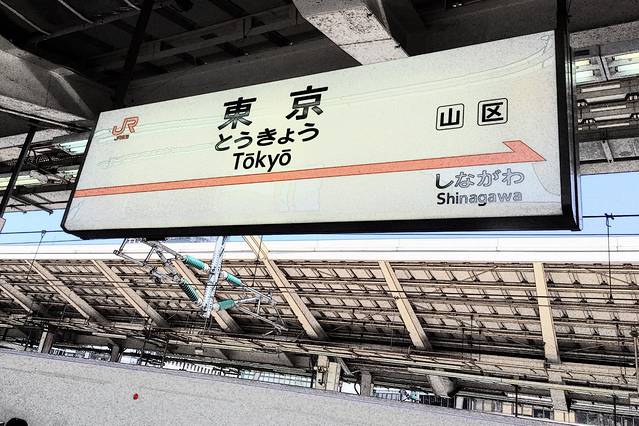 JR
東京
山 区
とうきょう
Tōkyō
しながわ
Shinagawa